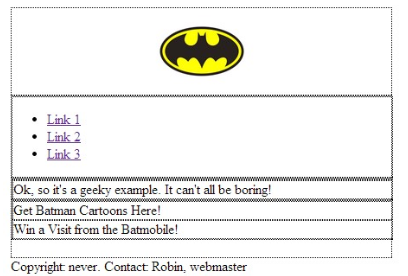 Link 1
Link 2
Link 3
Ok, so it's a geeky example. It can't all be boring!
Get Batman Cartoons Here!
Win a Visit from the Batmobile!
Copyright: never. Contact: Robin, webmaster